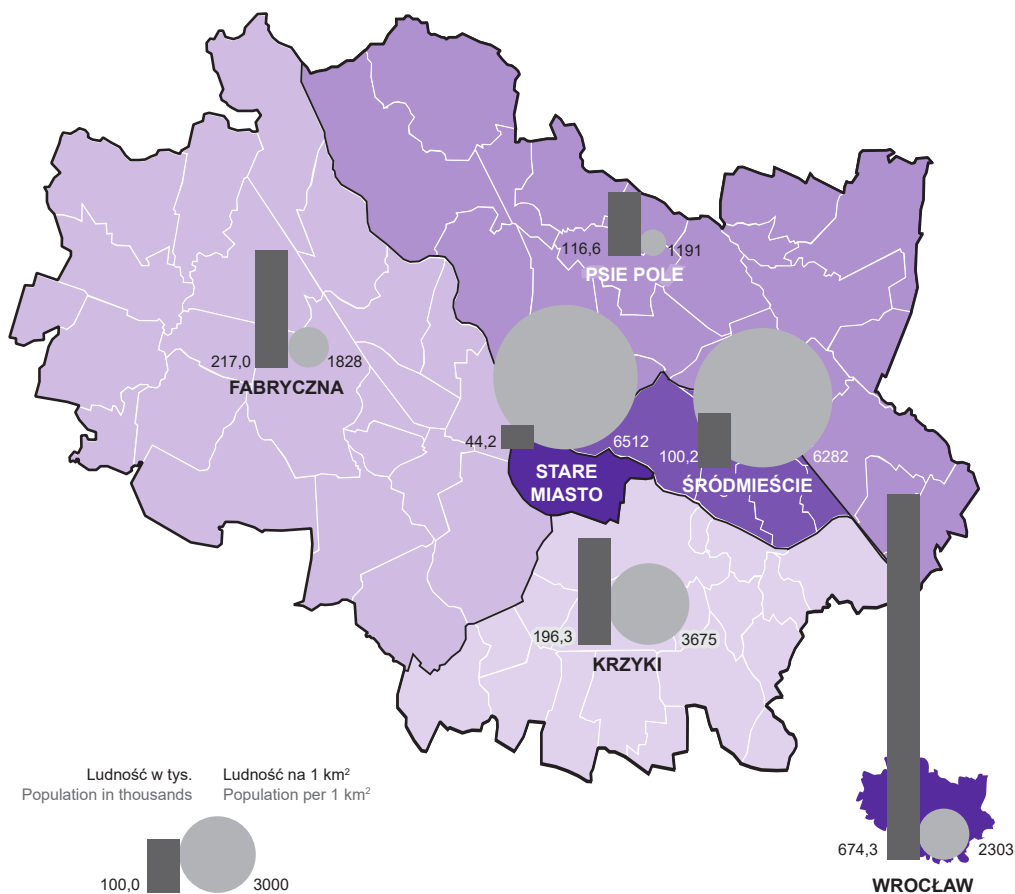 116,6 1191
PSIE POLE
217,0 1828
FABRYCZNA
44,2 6512
STARE
MIASTO
100,2 6282
ŚRÓDMIEŚCIE
196,3 3675
KRZYKI
Ludność w tys. Ludność na 1 km²
Population in thousands Population per 1 km²
100,0 3000
674,3 2303
WROCŁAW